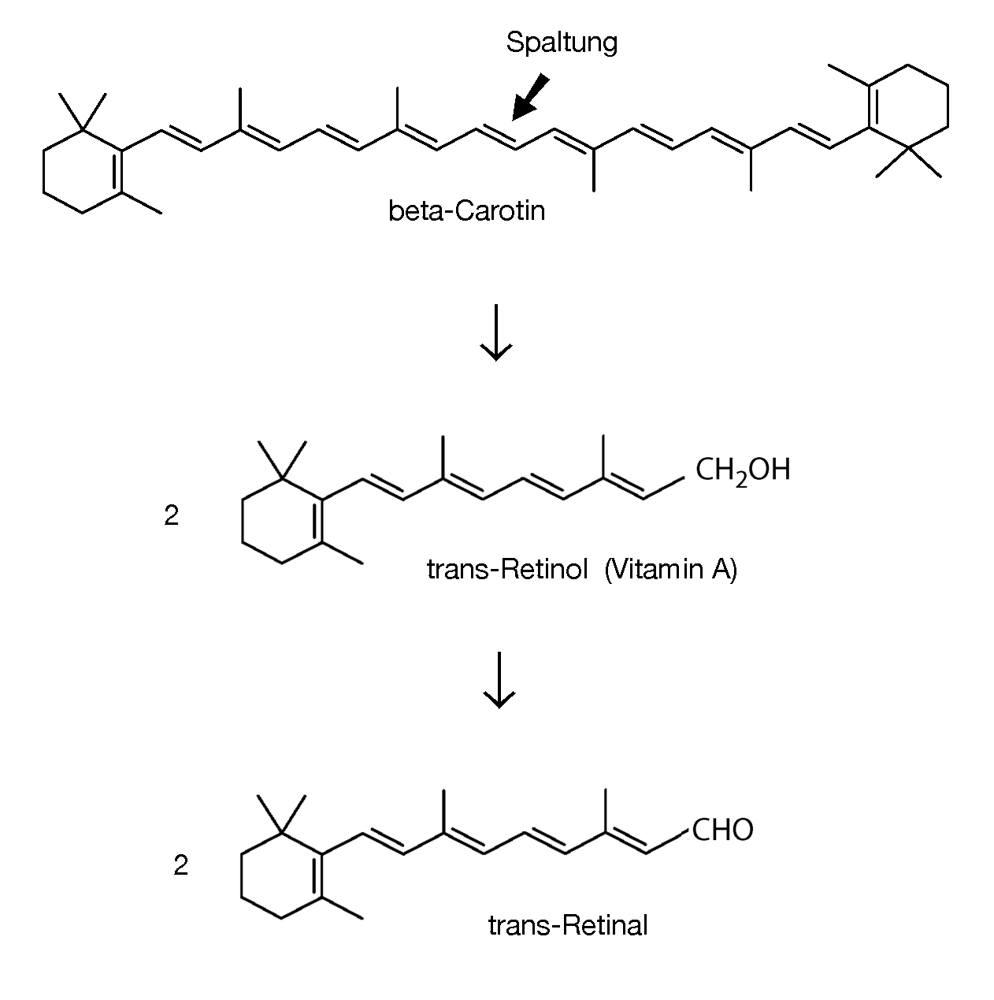 Spaltung
beta-Carotin
CH₂OH
2
trans-Retinol (Vitamin A)
CHO
2
trans-Retinal